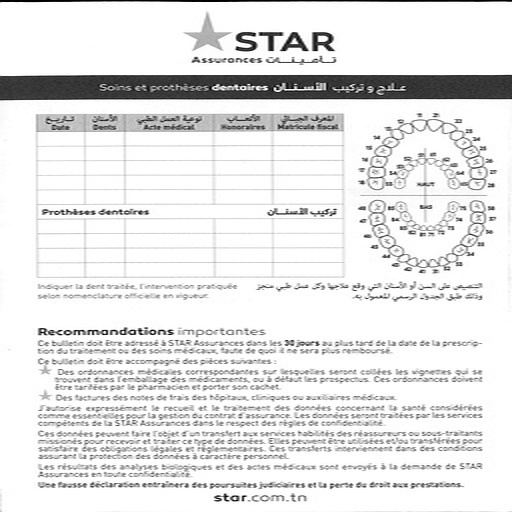 STAR
Assurances تـأمـيـنـات
Soins et prothèses dentaires علاج و تركيب الأسنـان
تـاريـخ الأسنان نوعية العمل الطبي الأتعـاب المعرف الجبـائي
Date Dents Acte médical Honoraires Matricule fiscal
Prothèses dentaires تركيب الأسنـان
HAUT
BAS
Indiquer la dent traitée, l'intervention pratiquée
selon nomenclature officielle en vigueur.
التنصيص على السن أو الأسنان التي وقع علاجها وكل عمل طبي منجز
وذلك طبق الجدول الرسمي المعمول به.
Recommandations importantes
Ce bulletin doit être adressé à STAR Assurances dans les 30 jours au plus tard de la date de la prescrip-
tion du traitement ou des soins médicaux, faute de quoi il ne sera plus remboursé.
Ce bulletin doit être accompagné des pièces suivantes :
Des ordonnances médicales correspondantes sur lesquelles seront collées les vignettes qui se
trouvent dans l'emballage des médicaments, ou à défaut les prospectus. Ces ordonnances doivent
être tarifées par le pharmacien et porter son cachet.
Des factures des notes de frais des hôpitaux, cliniques ou auxiliaires médicaux.
J'autorise expressément le recueil et le traitement des données concernant la santé considérées
comme essentielles pour la gestion du contrat d'assurance. Les données seront traitées par les services
compétents de la STAR Assurances dans le respect des règles de confidentialité.
Ces données peuvent faire l'objet d'un transfert aux services habilités des réassureurs ou sous-traitants
missionés pour recevoir et traiter ce type de données. Elles peuvent être utilisées et/ou transférées pour
satisfaire des obligations légales et réglementaires. Ces transferts interviennent dans des conditions
assurant la protection des données à caractère personnel.
Les résultats des analyses biologiques et des actes médicaux sont envoyés à la demande de STAR
Assurances en toute confidentialité.
Une fausse déclaration entraînera des poursuites judiciaires et la perte du droit aux prestations.
star.com.tn